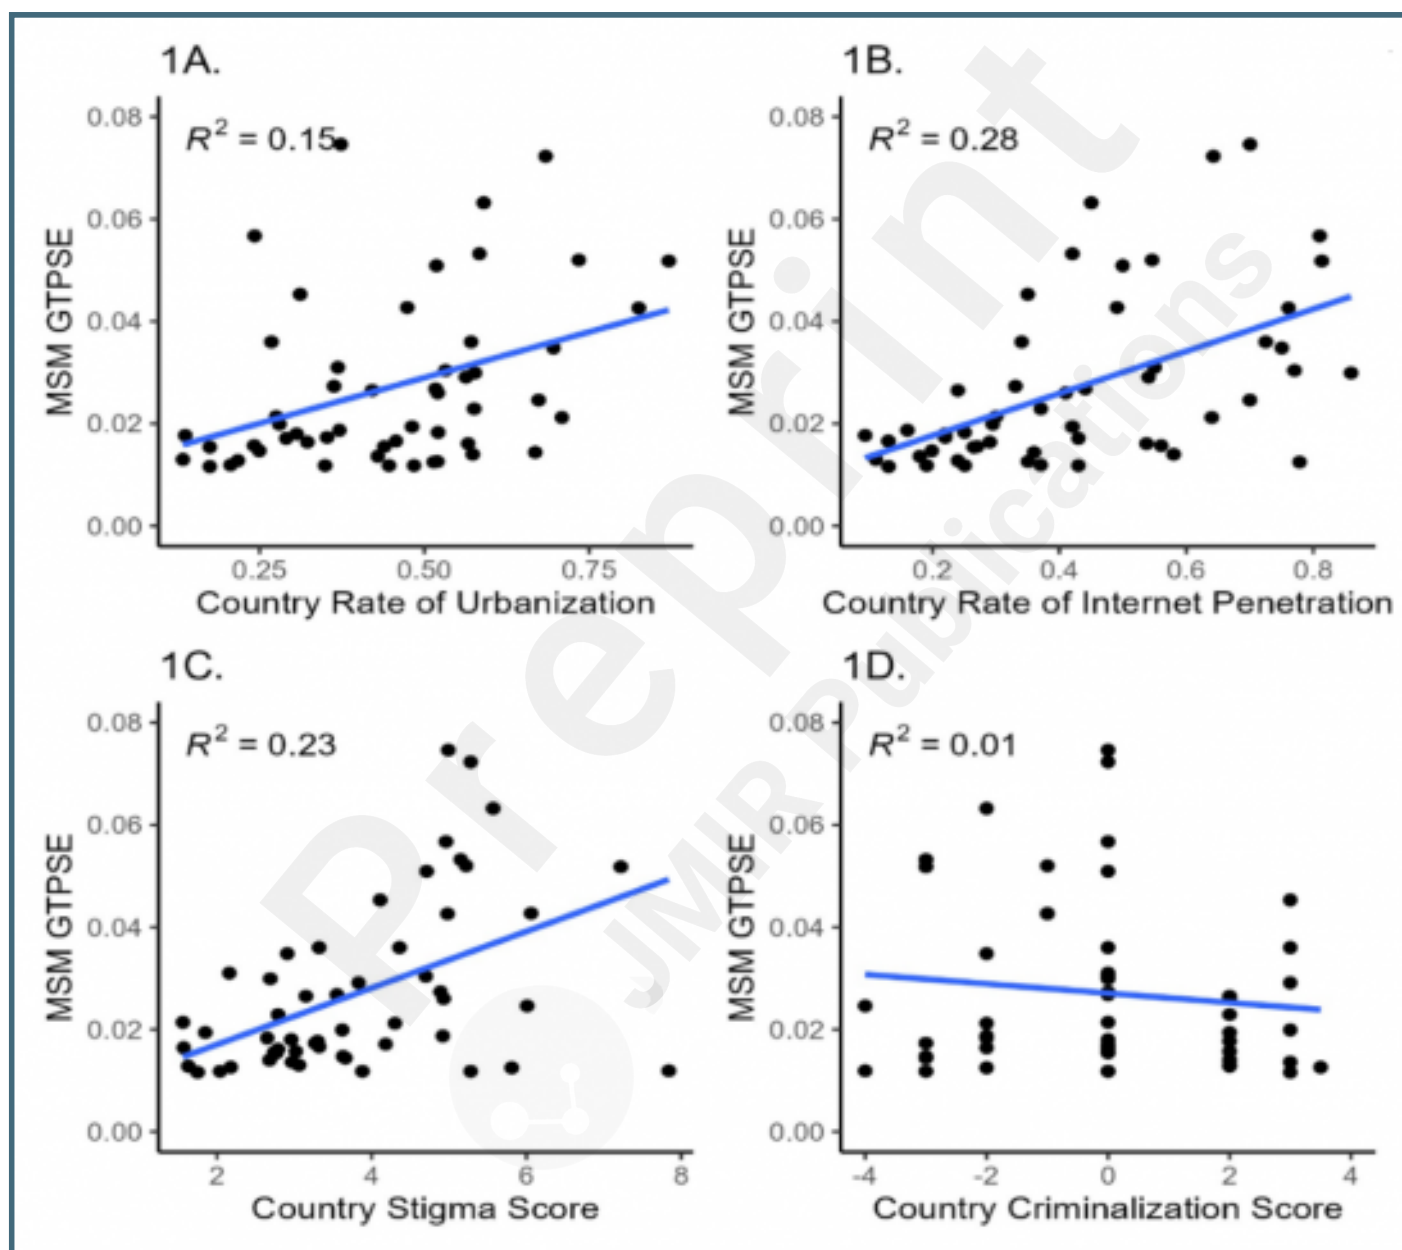 1A.
R² = 0.15
0.08
0.06
0.04
0.02
0.00
MSM GTPSE
0.25 0.50 0.75
Country Rate of Urbanization
1B.
R² = 0.28
0.08
0.06
0.04
0.02
0.00
MSM GTPSE
0.2 0.4 0.6 0.8
Country Rate of Internet Penetration
1C.
R² = 0.23
0.08
0.06
0.04
0.02
0.00
MSM GTPSE
2 4 6 8
Country Stigma Score
1D.
R² = 0.01
0.08
0.06
0.04
0.02
0.00
MSM GTPSE
-4 -2 0 2 4
Country Criminalization Score
Preprint
JMIR Publications